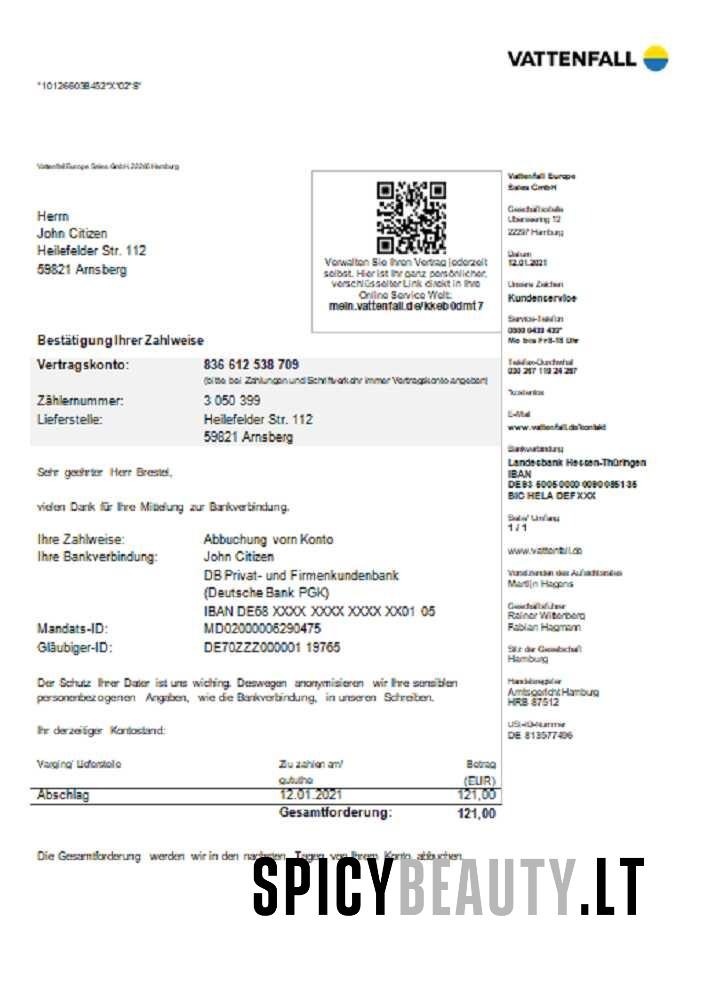 VATTENFALL
*10126603B452*X*02*S*
Vattenfall Europe Sales GmbH, 22286 Hamburg
Herrn
John Citizen
Heilefelder Str. 112
59821 Arnsberg
Verwalten Sie Ihren Vertrag jederzeit
selbst. Hier ist Ihr ganz persönlicher,
verschlüsselter Link direkt in Ihre
Online Service Welt:
mein.vattenfall.de/kkeb0dmt7
Bestätigung Ihrer Zahlweise
Vertragskonto: 836 612 538 709
(bitte bei Zahlungen und Schriftverkehr immer Vertragskonto angeben)
Zählernummer: 3 050 399
Lieferstelle: Heilefelder Str. 112
59821 Arnsberg
Sehr geehrter Herr Brestel,
vielen Dank für Ihre Mitteilung zur Bankverbindung.
Ihre Zahlweise: Abbuchung vom Konto
Ihre Bankverbindung: John Citizen
DB Privat- und Firmenkundenbank
(Deutsche Bank PGK)
IBAN DE68 XXXX XXXX XXXX XX01 05
Mandats-ID: MD02000006290475
Gläubiger-ID: DE70ZZZ000001 19765
Der Schutz Ihrer Daten ist uns wichtig. Deswegen anonymisieren wir Ihre sensiblen
personenbezogenen Angaben, wie die Bankverbindung, in unseren Schreiben.
Ihr derzeitiger Kontostand:
Vorgang/ Lieferstelle Zu zahlen am/ Betrag
(EUR)
Abschlag 12.01.2021 121,00
Gesamtforderung: 121,00
Die Gesamtforderung werden wir in den nächsten Tagen von Ihrem Konto abbuchen.
Vattenfall Europe
Sales GmbH
Geschäftsstelle
Überseering 12
22297 Hamburg
Datum
12.01.2021
Unsere Zeichen
Kundenservice
Service-Telefon
Mo bis Fr 8-18 Uhr
Telefon-Durchwahl
Kostenlos
E-Mail
www.vattenfall.de/kontakt
Bankverbindung
Landesbank Hessen-Thüringen
IBAN
DE93 5005 0000 0090 0851 35
BIC HELA DEF XXX
Seite/ Umfang
1 / 1
www.vattenfall.de
Vorsitzender des Aufsichtsrates
Martijn Hagens
Geschäftsführer
Rainer Wittenberg
Fabian Hagmann
Sitz der Gesellschaft
Hamburg
Handelsregister
Amtsgericht Hamburg
HRB 87512
USt-ID-Nummer
DE 813577496
SPICYBEAUTY.LT